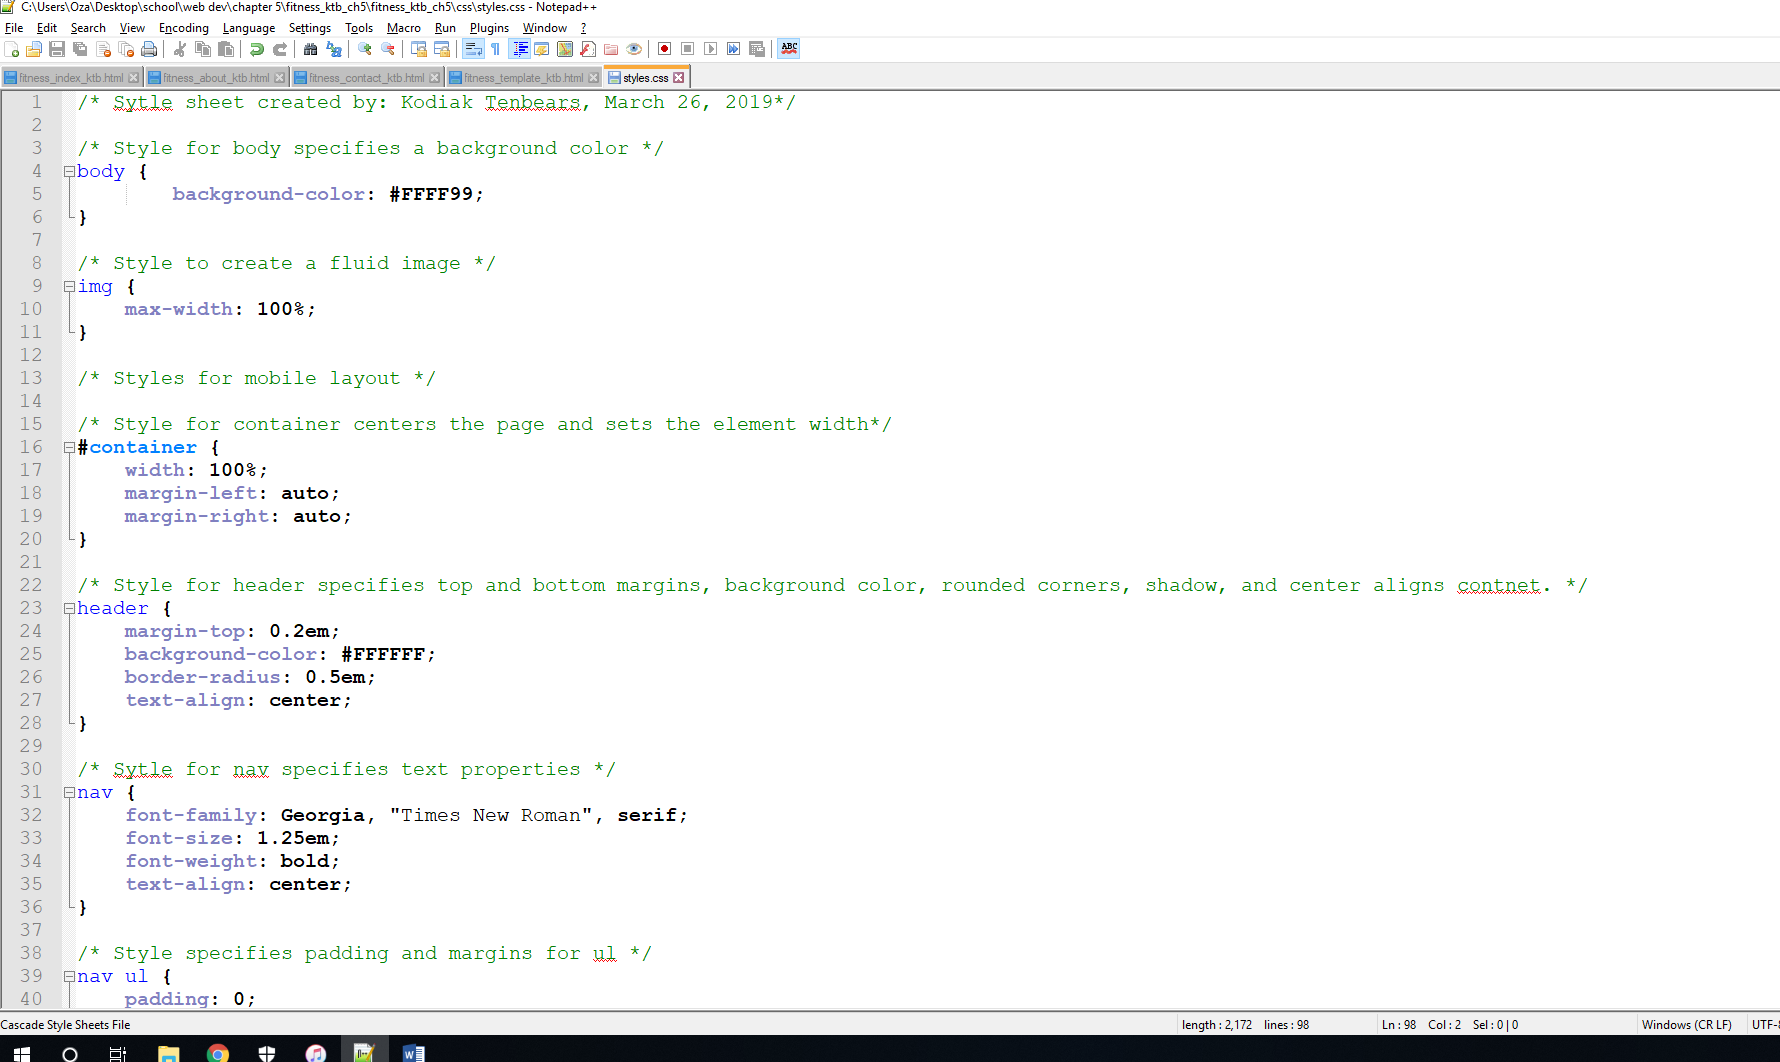 C:\Users\Oza\Desktop\school\web dev\chapter 5\fitness_ktb_ch5\fitness_ktb_ch5\css\styles.css - Notepad++
File Edit Search View Encoding Language Settings Tools Macro Run Plugins Window ?
ABC
fitness_index_ktb.html fitness_about_ktb.html fitness_contact_ktb.html fitness_template_ktb.html styles.css
1 /* Sytle sheet created by: Kodiak Tenbears, March 26, 2019*/
2
3 /* Style for body specifies a background color */
4 body {
5 background-color: #FFFF99;
6 }
7
8 /* Style to create a fluid image */
9 img {
10 max-width: 100%;
11 }
12
13 /* Styles for mobile layout */
14
15 /* Style for container centers the page and sets the element width*/
16 #container {
17 width: 100%;
18 margin-left: auto;
19 margin-right: auto;
20 }
21
22 /* Style for header specifies top and bottom margins, background color, rounded corners, shadow, and center aligns contnet. */
23 header {
24 margin-top: 0.2em;
25 background-color: #FFFFFF;
26 border-radius: 0.5em;
27 text-align: center;
28 }
29
30 /* Sytle for nav specifies text properties */
31 nav {
32 font-family: Georgia, "Times New Roman", serif;
33 font-size: 1.25em;
34 font-weight: bold;
35 text-align: center;
36 }
37
38 /* Style specifies padding and margins for ul */
39 nav ul {
40 padding: 0;
Cascade Style Sheets File length : 2,172 lines : 98 Ln : 98 Col : 2 Sel : 0 | 0 Windows (CR LF) UTF-8